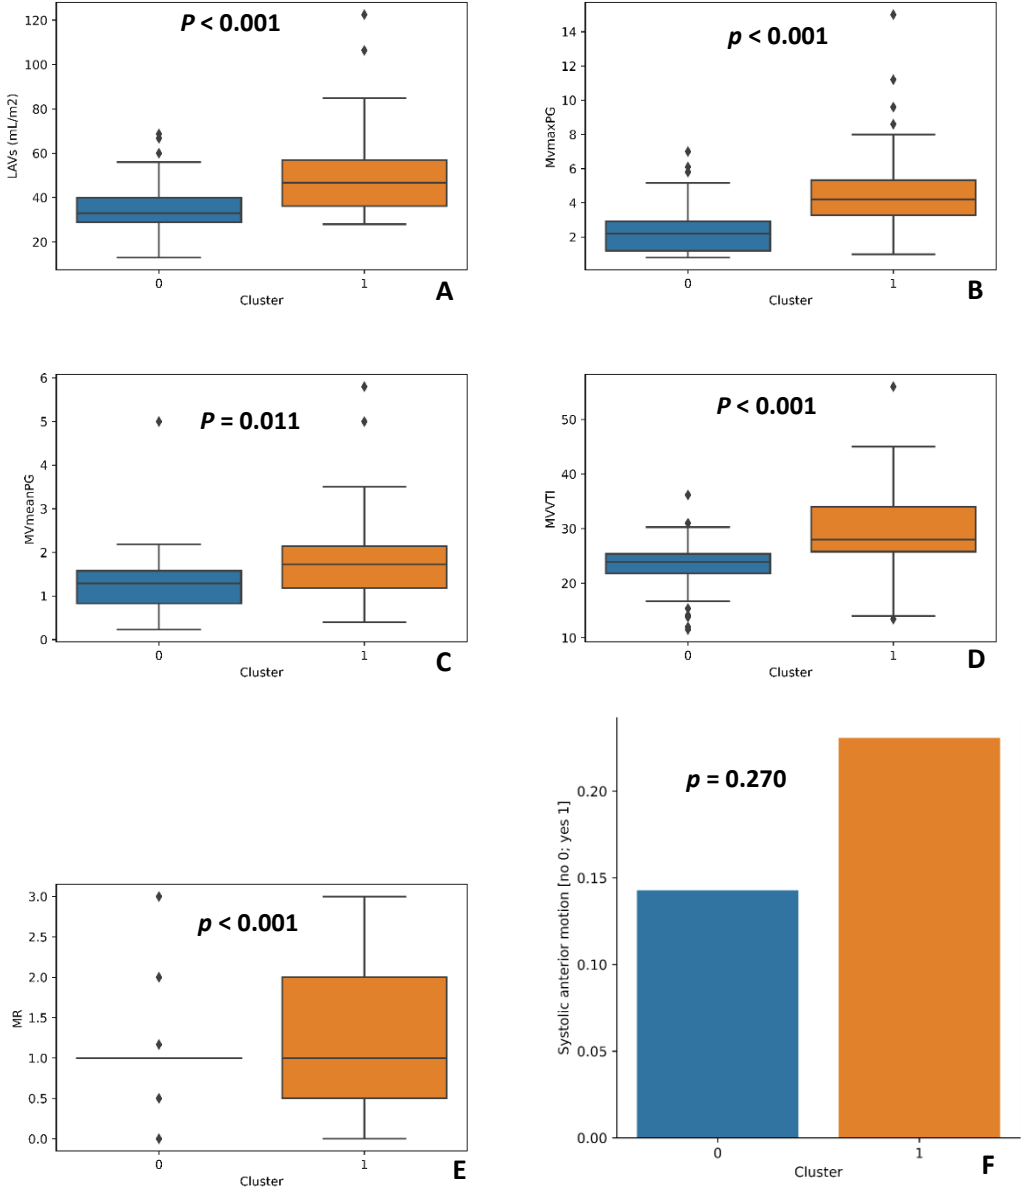 P < 0.001
120
100
80
60
40
20
LAVs (mL/m2)
0
1
Cluster
A
p < 0.001
14
12
10
8
6
4
2
MvmaxPG
0
1
Cluster
B
P = 0.011
6
5
4
3
2
1
0
MVmeanPG
0
1
Cluster
C
P < 0.001
50
40
30
20
10
MVVTI
0
1
Cluster
D
p < 0.001
3.0
2.5
2.0
1.5
1.0
0.5
0.0
MR
0
1
Cluster
E
p = 0.270
0.20
0.15
0.10
0.05
0.00
Systolic anterior motion [no 0; yes 1]
0
1
Cluster
F